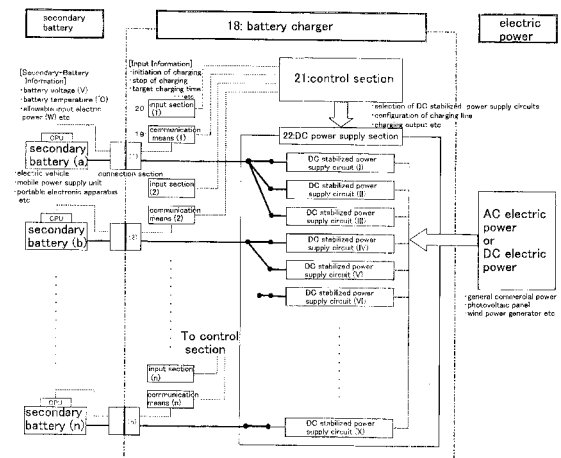 secondary
battery
18: battery charger
electric
power
[Secondary-Battery
Information]
・battery voltage (V)
・battery temperature (℃)
・allowable input electric
power (W) etc
[Input Information]
・initiation of charging
・stop of charging
・target charging time
・・・etc
21:control section
・selection of DC stabilized power supply circuits
・configuration of charging line
・charging output etc
20
input section
(1)
19
communication
means (1)
22:DC power supply section
CPU
secondary
battery (a)
(1)
・electric vehicle
・mobile power supply unit
・portable electronic apparatus
etc
connection section
input section
(2)
communication
means (2)
CPU
secondary
battery (b)
(2)
DC stabilized power
supply circuit (I)
DC stabilized power
supply circuit (II)
DC stabilized power
supply circuit (III)
DC stabilized power
supply circuit (IV)
DC stabilized power
supply circuit (V)
DC stabilized power
supply circuit (VI)
AC electric
power
or
DC electric
power
・general commercial power
・photovoltaic panel
・wind power generator etc
To control
section
input section
(n)
communication
means (n)
CPU
secondary
battery (n)
(n)
DC stabilized power
supply circuit (X)